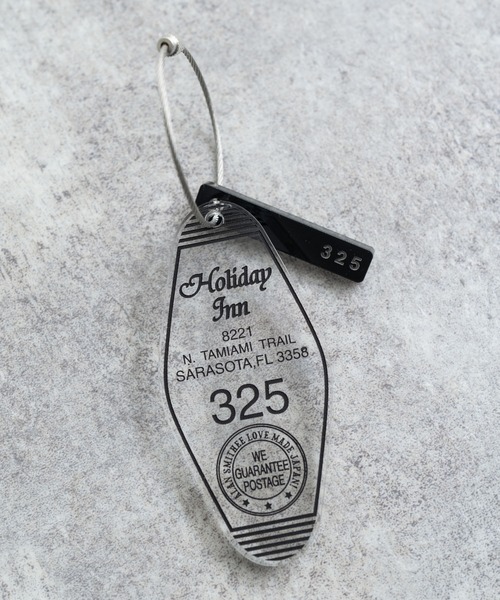 325
Holiday
Inn
8221
N. TAMIAMI TRAIL
SARASOTA,FL 3358
325
ALAN SMITHEE LOVE MADE JAPAN!
WE
GUARANTEE
POSTAGE